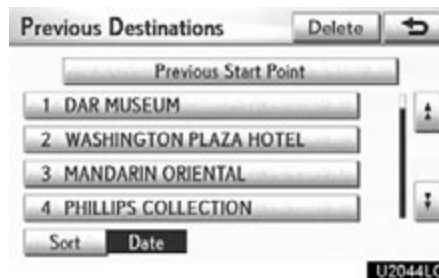 Previous Destinations Delete
Previous Start Point
1 DAR MUSEUM
2 WASHINGTON PLAZA HOTEL
3 MANDARIN ORIENTAL
4 PHILLIPS COLLECTION
Sort Date
U2044LC